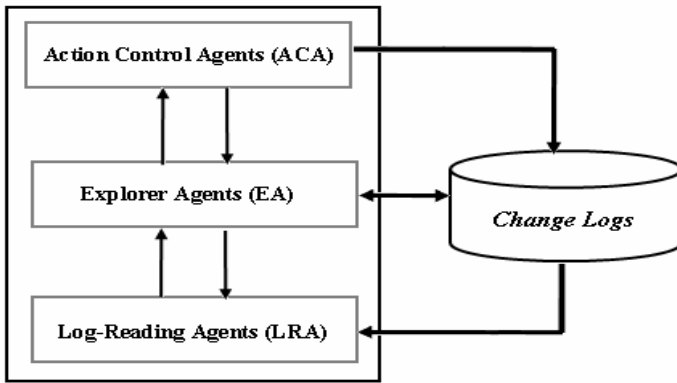 Action Control Agents (ACA)
Explorer Agents (EA)
Change Logs
Log-Reading Agents (LRA)